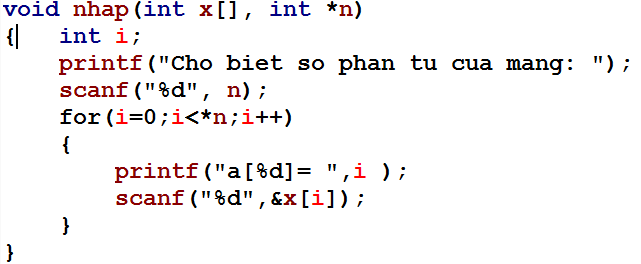 void nhap(int x[], int *n)
{   int i;
    printf("Cho biet so phan tu cua mang: ");
    scanf("%d", n);
    for(i=0;i<*n;i++)
    {
        printf("a[%d]= ",i );
        scanf("%d",&x[i]);
    }
}